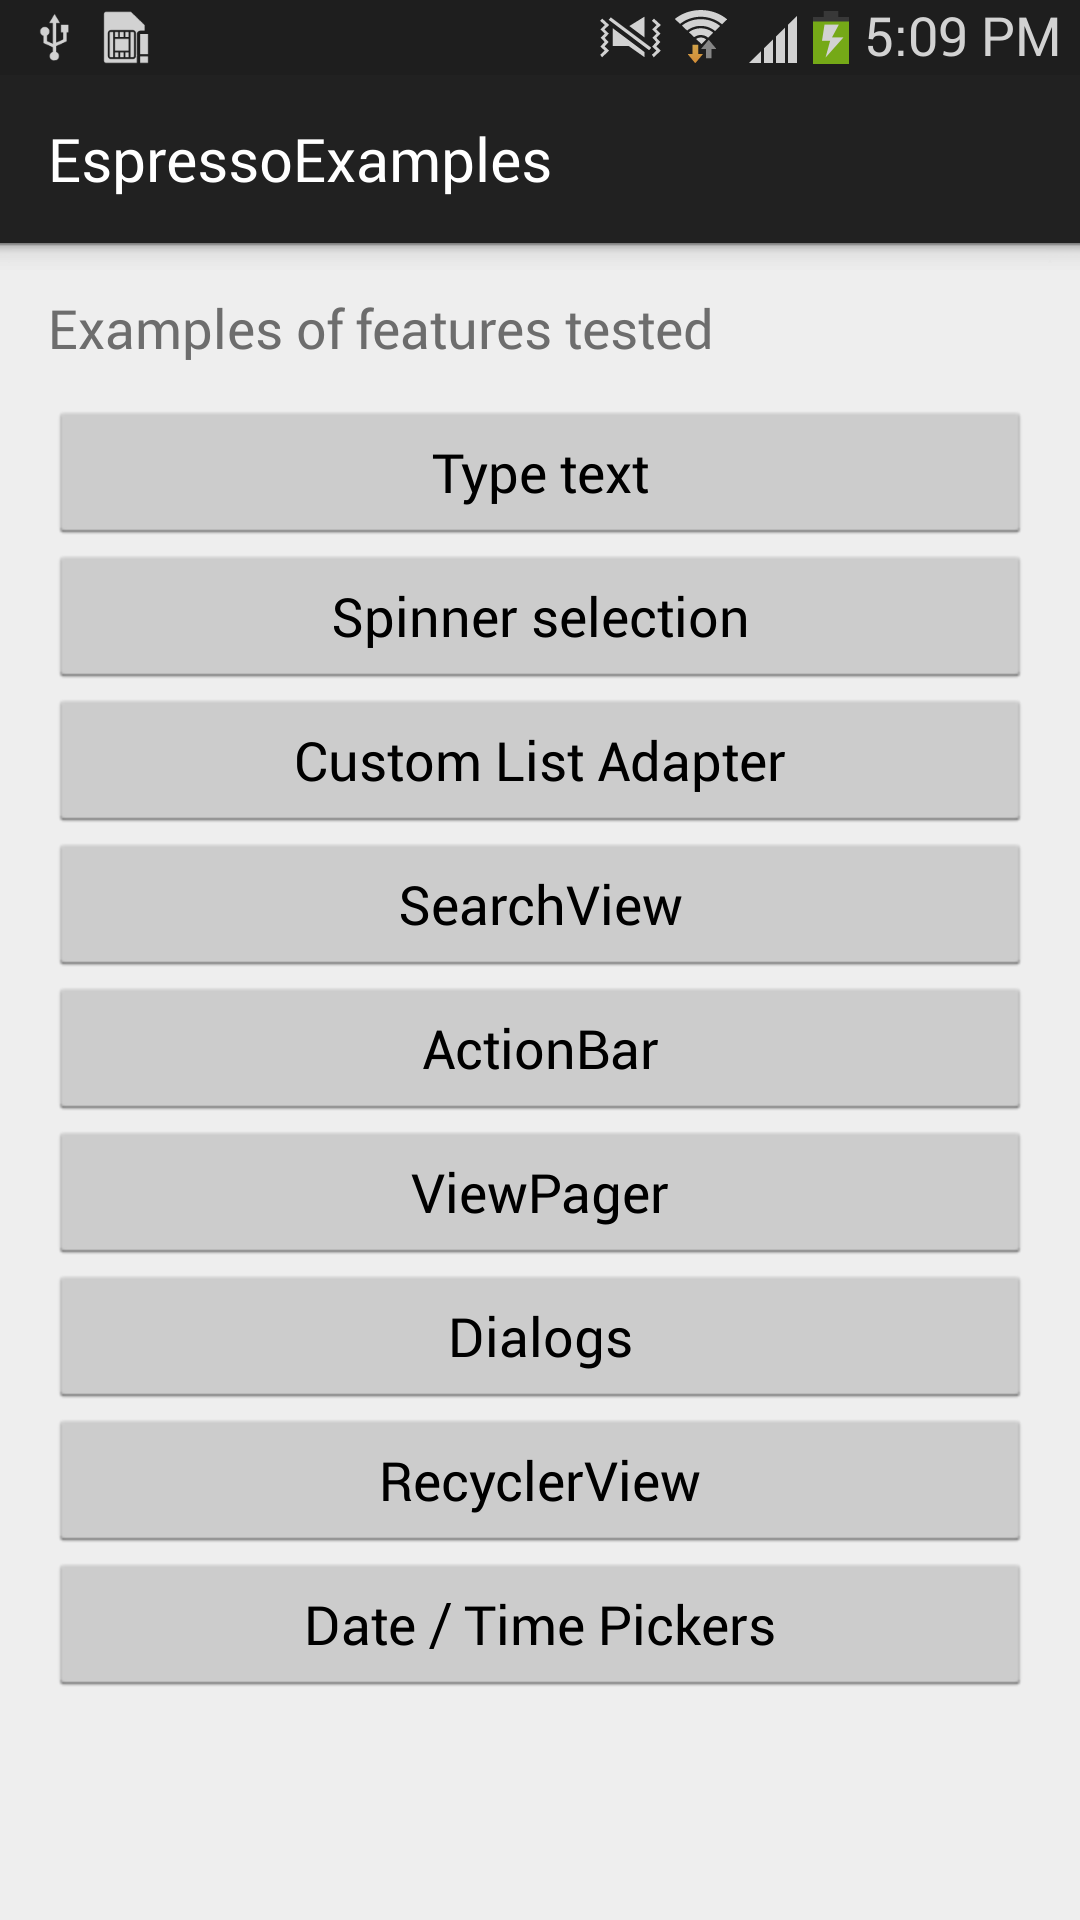 5:09 PM
EspressoExamples
Examples of features tested
Type text
Spinner selection
Custom List Adapter
SearchView
ActionBar
ViewPager
Dialogs
RecyclerView
Date / Time Pickers